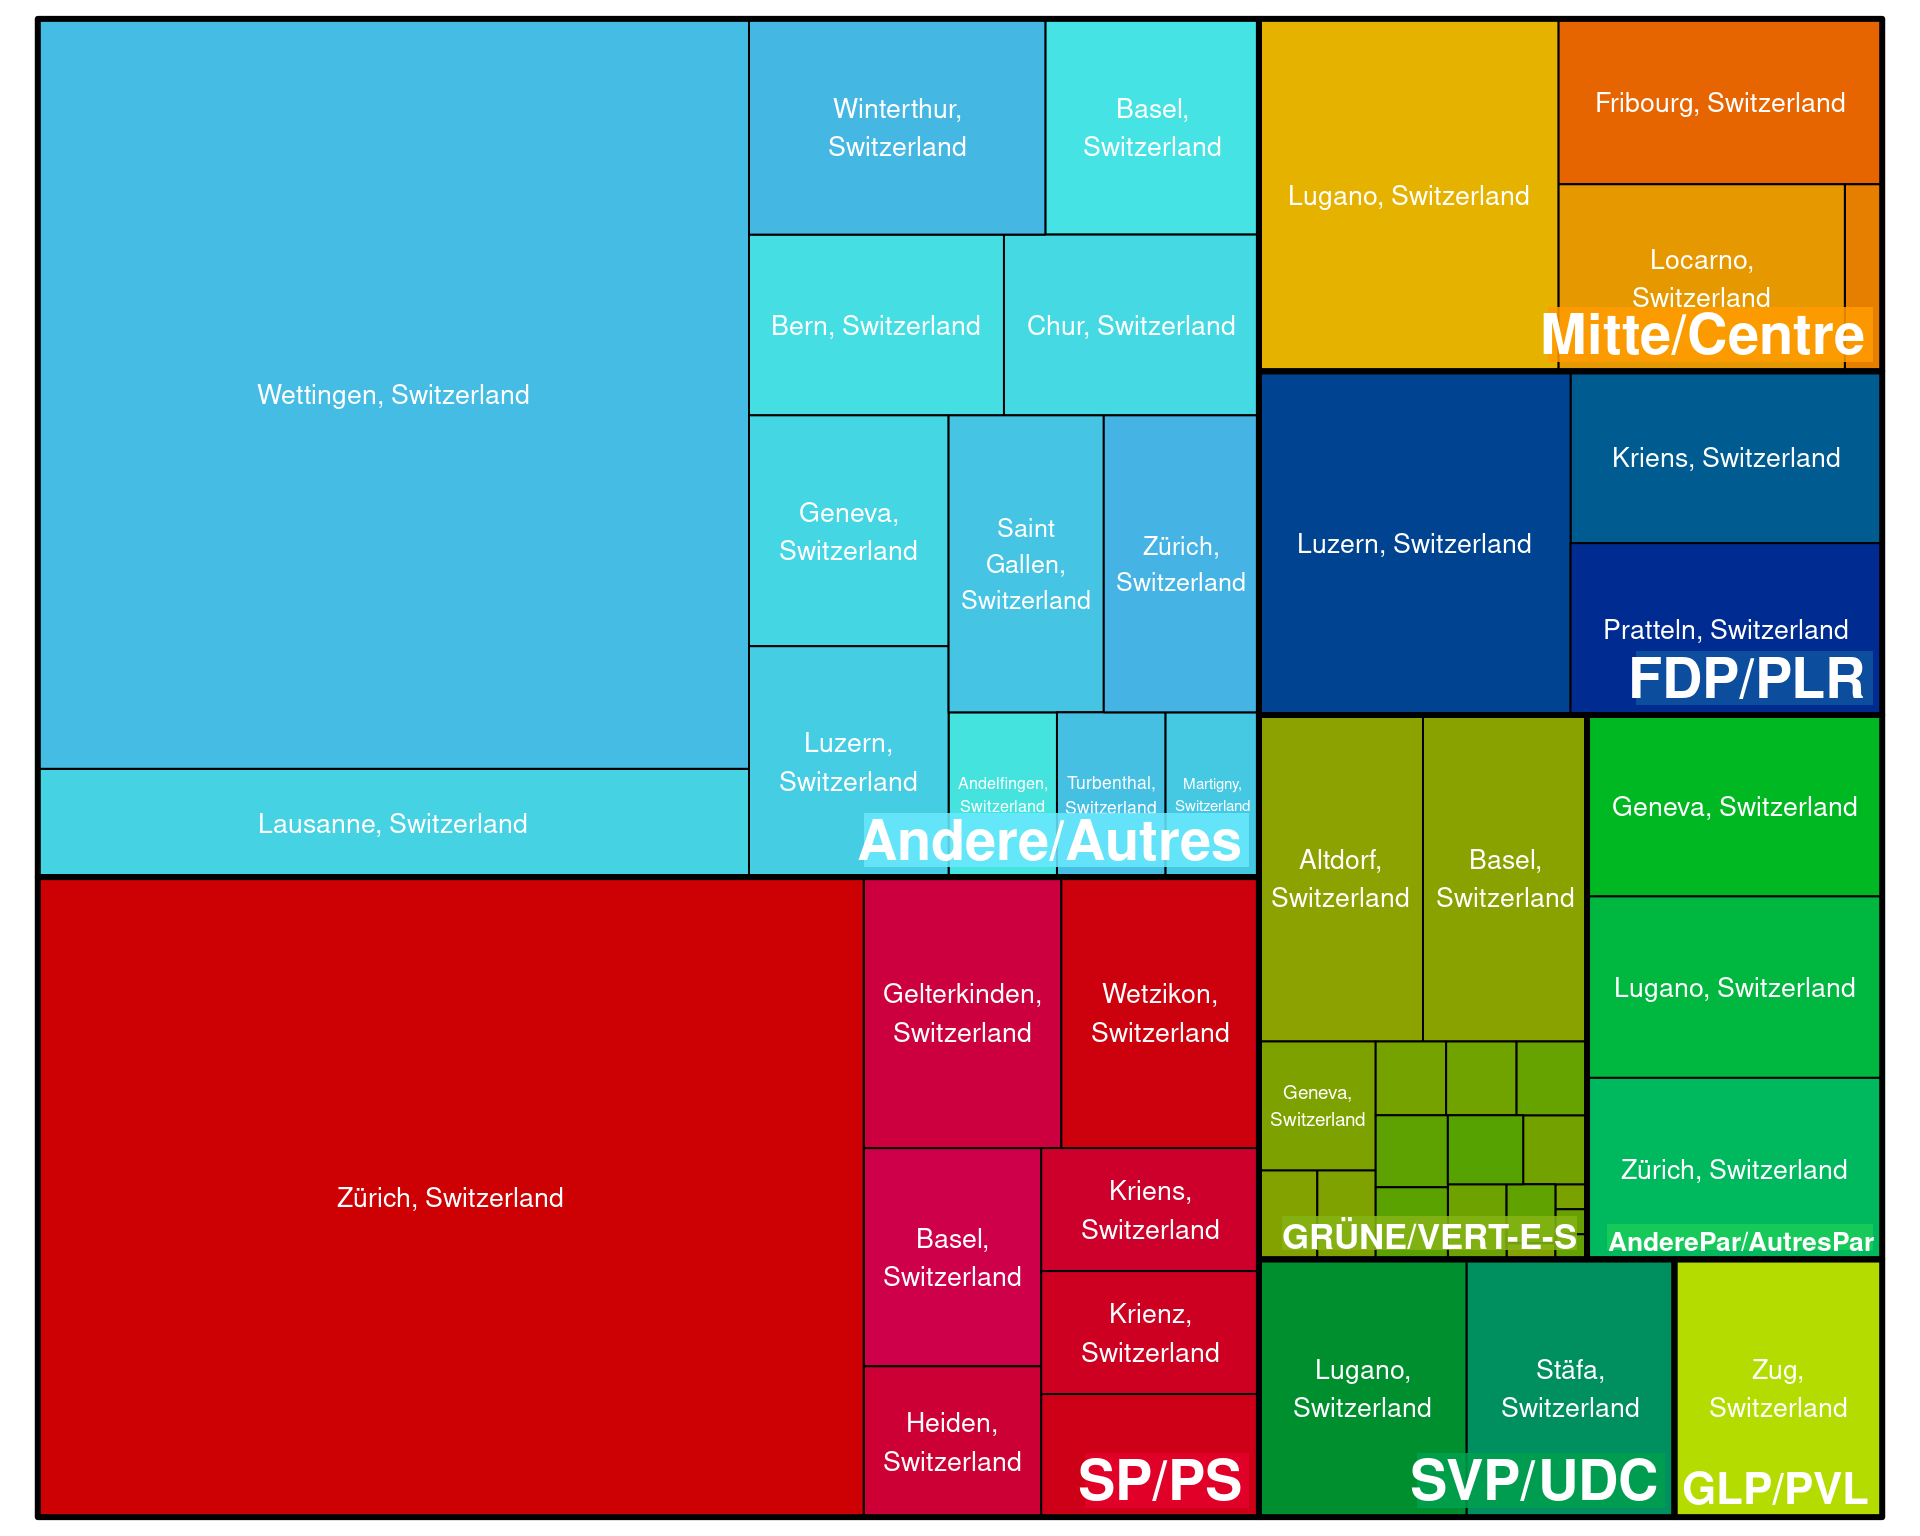 Wettingen, Switzerland
Lausanne, Switzerland
Winterthur,
Switzerland
Basel,
Switzerland
Bern, Switzerland
Chur, Switzerland
Geneva,
Switzerland
Saint
Gallen,
Switzerland
Zürich,
Switzerland
Luzern,
Switzerland
Andelfingen,
Switzerland
Turbenthal,
Switzerland
Martigny,
Switzerland
Andere/Autres
Lugano, Switzerland
Fribourg, Switzerland
Locarno,
Switzerland
Mitte/Centre
Luzern, Switzerland
Kriens, Switzerland
Pratteln, Switzerland
FDP/PLR
Altdorf,
Switzerland
Basel,
Switzerland
Geneva,
Switzerland
GRÜNE/VERT-E-S
Geneva, Switzerland
Lugano, Switzerland
Zürich, Switzerland
AnderePar/AutresPar
Zürich, Switzerland
Gelterkinden,
Switzerland
Wetzikon,
Switzerland
Basel,
Switzerland
Kriens,
Switzerland
Krienz,
Switzerland
Heiden,
Switzerland
SP/PS
Lugano,
Switzerland
Stäfa,
Switzerland
SVP/UDC
Zug,
Switzerland
GLP/PVL